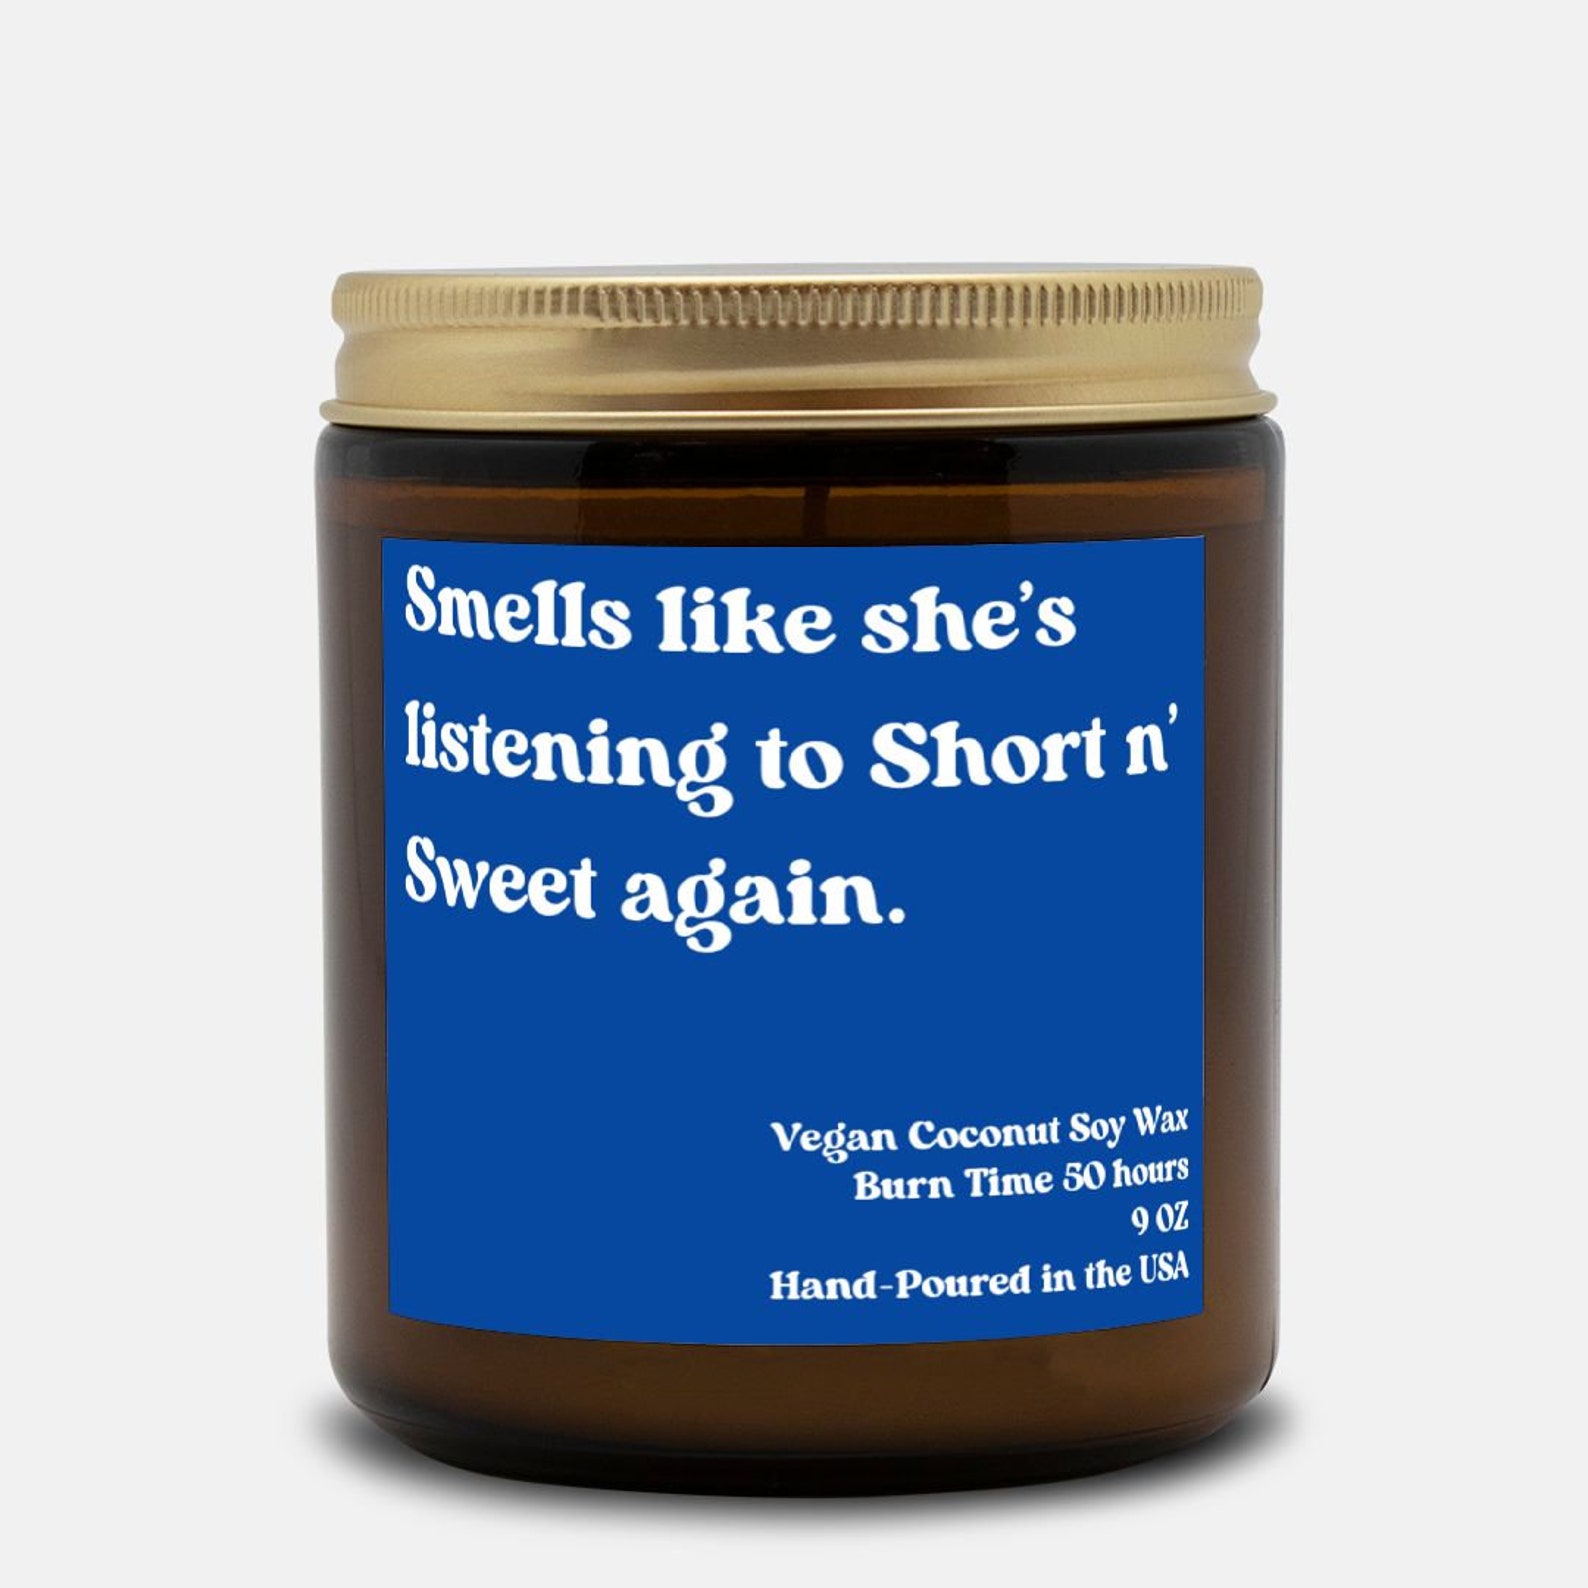 Smells like she’s
listening to Short n’
Sweet again.
Vegan Coconut Soy Wax
Burn Time 50 hours
9 OZ
Hand-Poured in the USA